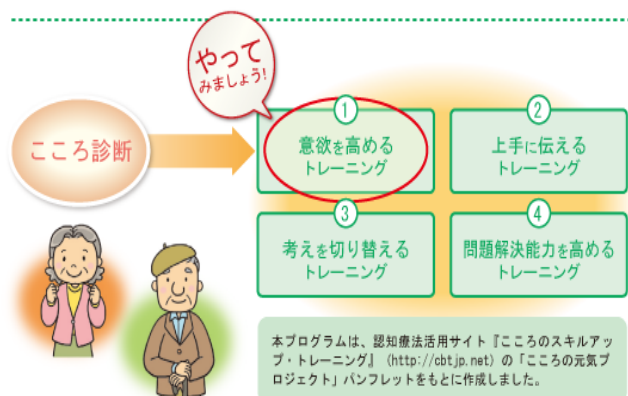 やって
みましょう!
こころ診断
①
意欲を高める
トレーニング
②
上手に伝える
トレーニング
③
考えを切り替える
トレーニング
④
問題解決能力を高める
トレーニング
本プログラムは、認知療法活用サイト『こころのスキルアッ
プ・トレーニング』（http://cbtjp.net）の「こころの元気プ
ロジェクト」パンフレットをもとに作成しました。